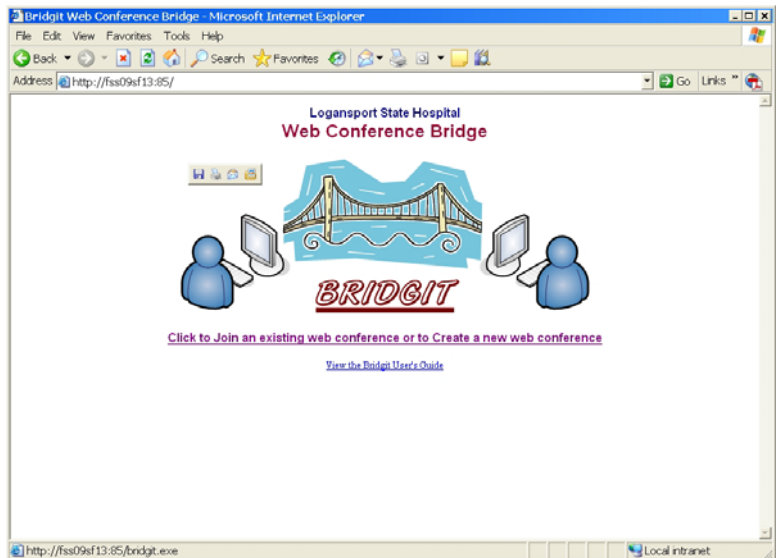 Bridgit Web Conference Bridge - Microsoft Internet Explorer
File Edit View Favorites Tools Help
Back Search Favorites
Address http://fss09sf13:85/ Go Links »
Logansport State Hospital
Web Conference Bridge
BRIDGIT
Click to Join an existing web conference or to Create a new web conference
View the Bridgit User's Guide
http://fss09sf13:85/bridgit.exe Local intranet